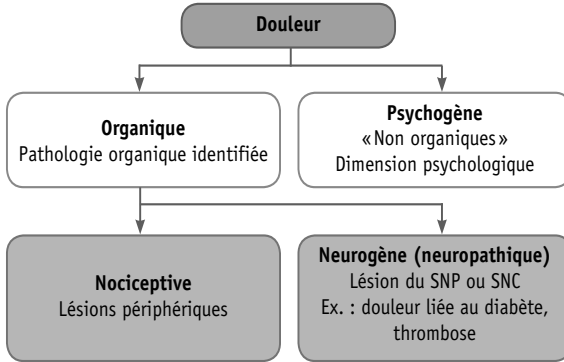 Douleur
Organique
Pathologie organique identifiée
Psychogène
« Non organiques »
Dimension psychologique
Nociceptive
Lésions périphériques
Neurogène (neuropathique)
Lésion du SNP ou SNC
Ex. : douleur liée au diabète,
thrombose